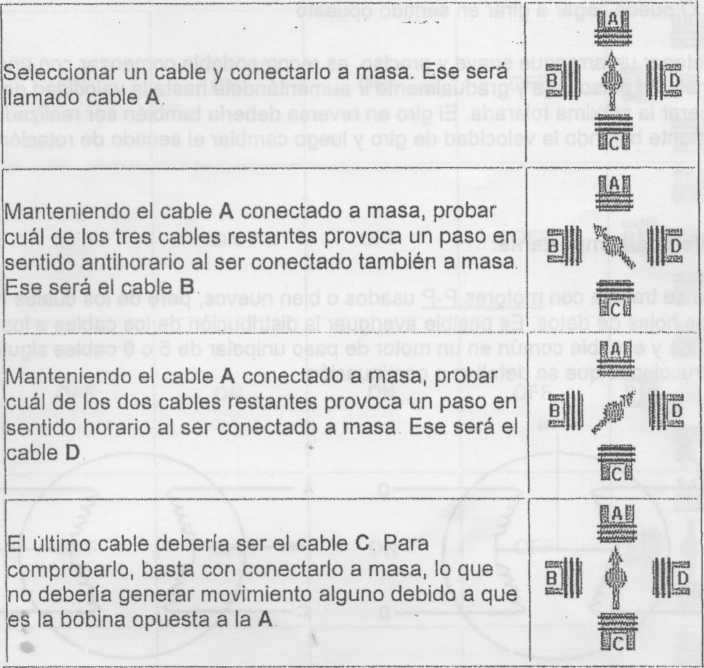 Seleccionar un cable y conectarlo a masa. Ese será
llamado cable A.
A
B D
C
Manteniendo el cable A conectado a masa, probar
cuál de los tres cables restantes provoca un paso en
sentido antihorario al ser conectado también a masa.
Ese será el cable B.
A
B D
C
Manteniendo el cable A conectado a masa, probar
cuál de los dos cables restantes provoca un paso en
sentido horario al ser conectado a masa. Ese será el
cable D.
A
B D
C
El último cable debería ser el cable C. Para
comprobarlo, basta con conectarlo a masa, lo que
no debería generar movimiento alguno debido a que
es la bobina opuesta a la A.
A
B D
C